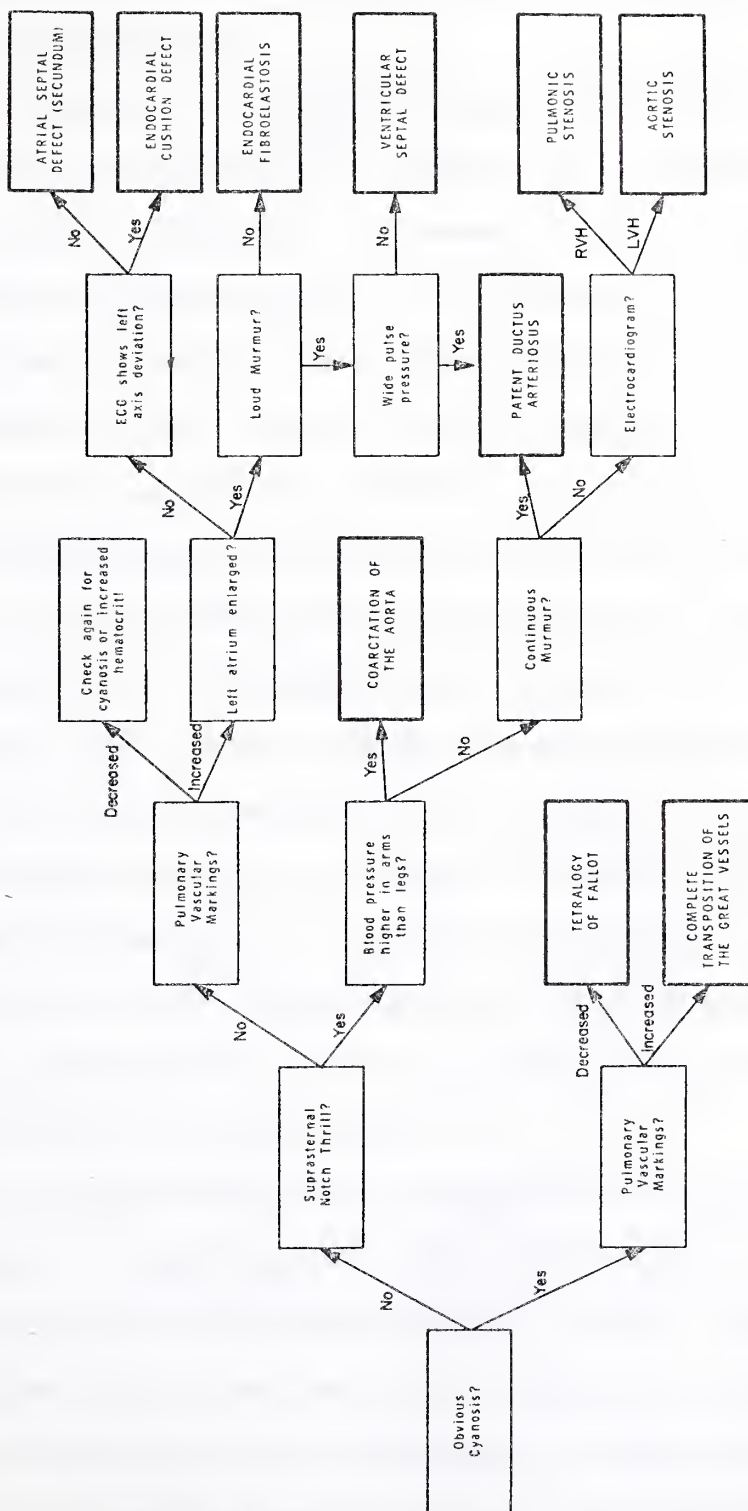 Obvious
Cyanosis?
No
Yes
Suprasternal
Notch Thrill?
No
Yes
Pulmonary
Vascular
Markings?
Decreased
Increased
Pulmonary
Vascular
Markings?
Decreased
Increased
Blood pressure
higher in arms
than legs?
Yes
No
TETRALOGY
OF FALLOT
COMPLETE
TRANSPOSITION OF
THE GREAT VESSELS
Check again for
cyanosis or increased
hematocrit!
Left atrium enlarged?
No
Yes
COARCTATION OF
THE AORTA
Continuous
Murmur?
Yes
No
ECG shows left
axis deviation?
No
Yes
Loud Murmur?
No
Yes
Wide pulse
pressure?
No
Yes
PATENT DUCTUS
ARTERIOSUS
Electrocardiogram?
RVH
LVH
ATRIAL SEPTAL
DEFECT (SECUNDUM)
ENDOCARDIAL
CUSHION DEFECT
ENDOCARDIAL
FIBROELASTOSIS
VENTRICULAR
SEPTAL DEFECT
PULMONIC
STENOSIS
AORTIC
STENOSIS